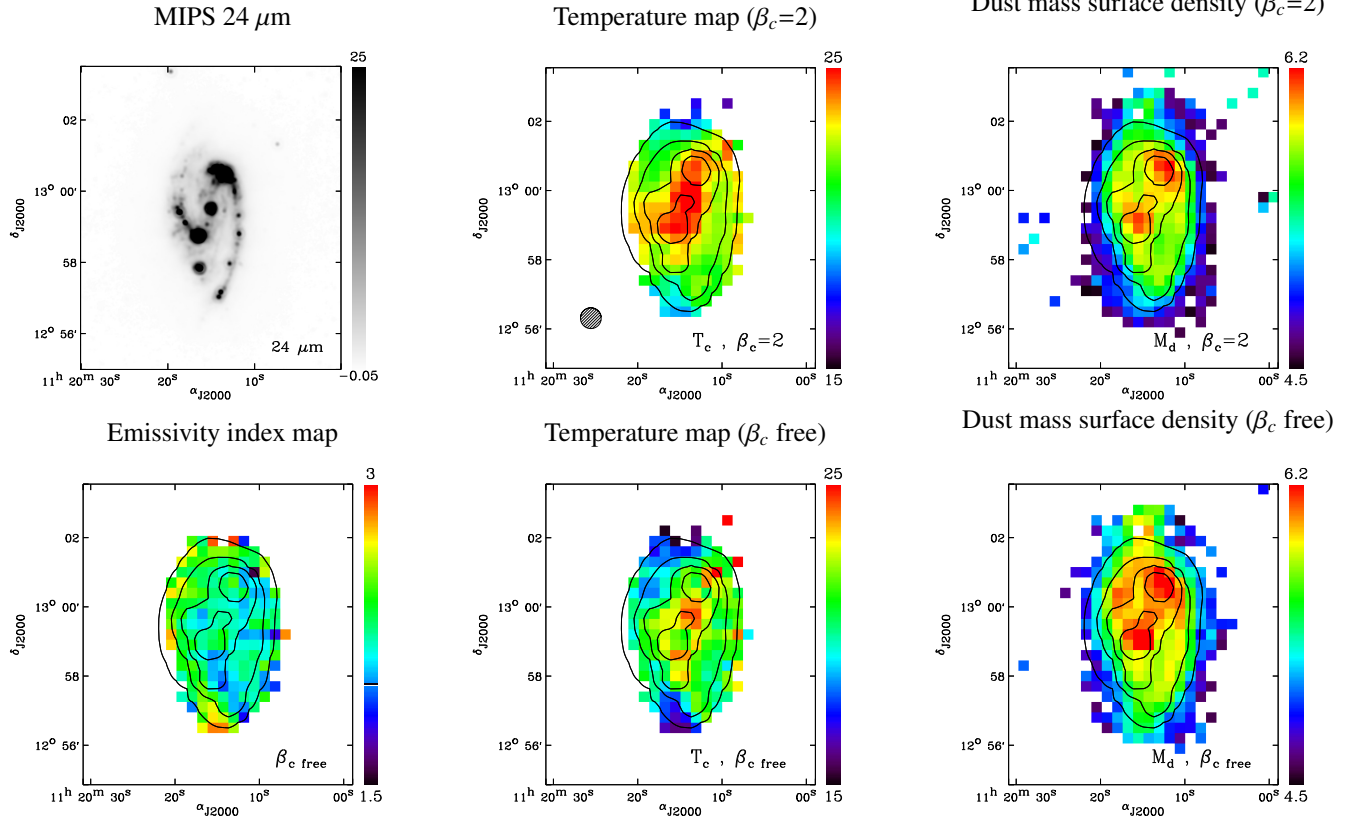 MIPS 24 μm
Temperature map (βc=2)
Dust mass surface density (βc=2)
25
02
13° 00′
58
12° 56′
δJ2000
24 μm
−0.05
11h 20m 30s 20s 10s
αJ2000
25
02
13° 00′
58
12° 56′
δJ2000
Tc , βc=2
15
11h 20m 30s 20s 10s 00s
αJ2000
6.2
02
13° 00′
58
12° 56′
δJ2000
Md , βc=2
4.5
11h 20m 30s 20s 10s 00s
αJ2000
Emissivity index map
Temperature map (βc free)
Dust mass surface density (βc free)
3
02
13° 00′
58
12° 56′
δJ2000
βc free
1.5
11h 20m 30s 20s 10s 00s
αJ2000
25
02
13° 00′
58
12° 56′
δJ2000
Tc , βc free
15
11h 20m 30s 20s 10s 00s
αJ2000
6.2
02
13° 00′
58
12° 56′
δJ2000
Md , βc free
4.5
11h 20m 30s 20s 10s 00s
αJ2000